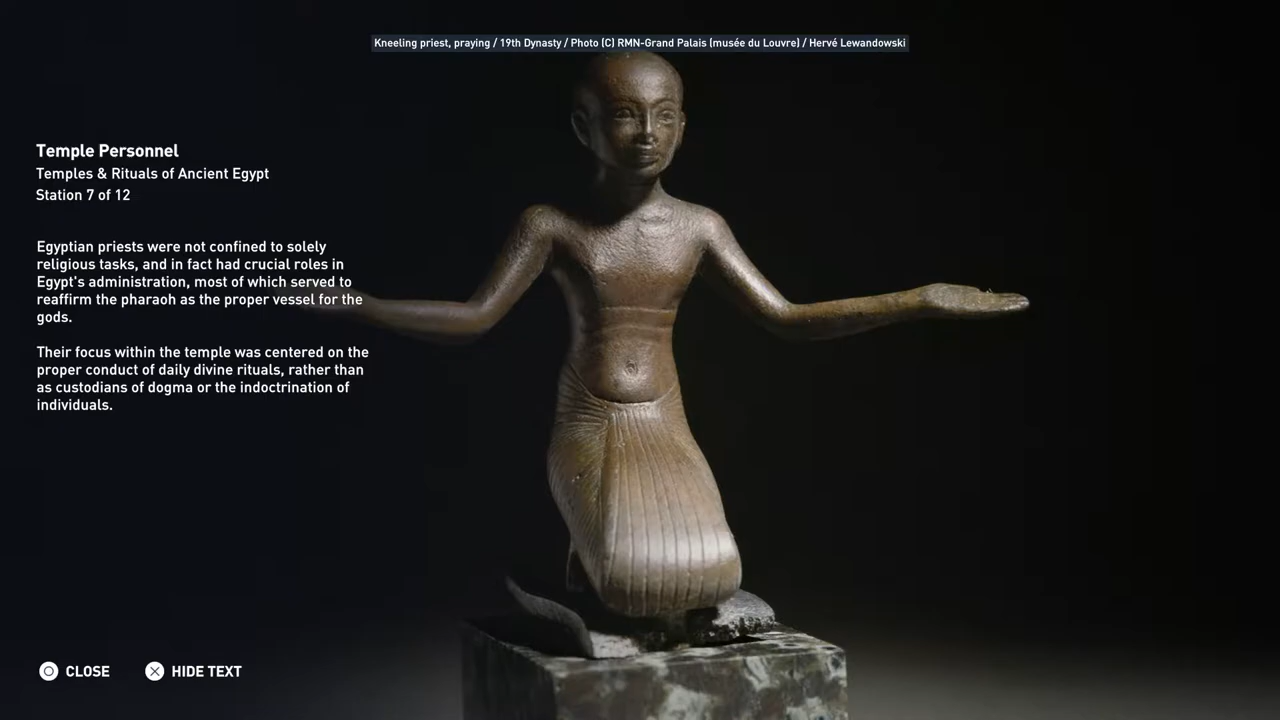 Kneeling priest, praying / 19th Dynasty / Photo (C) RMN-Grand Palais (musée du Louvre) / Hervé Lewandowski
Temple Personnel
Temples & Rituals of Ancient Egypt
Station 7 of 12
Egyptian priests were not confined to solely
religious tasks, and in fact had crucial roles in
Egypt's administration, most of which served to
reaffirm the pharaoh as the proper vessel for the
gods.
Their focus within the temple was centered on the
proper conduct of daily divine rituals, rather than
as custodians of dogma or the indoctrination of
individuals.
CLOSE HIDE TEXT